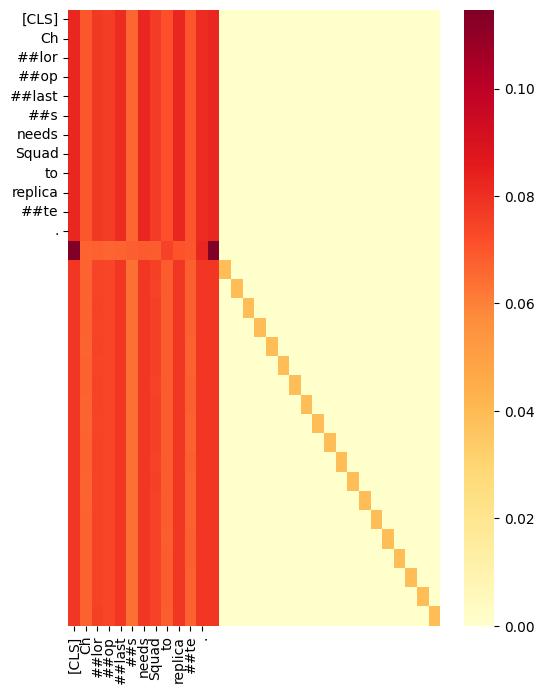 [CLS]
Ch
##lor
##op
##last
##s
needs
Squad
to
replica
##te
.
0.10
0.08
0.06
0.04
0.02
0.00
[CLS]
Ch
##lor
##op
##last
##s
needs
Squad
to
replica
##te
.